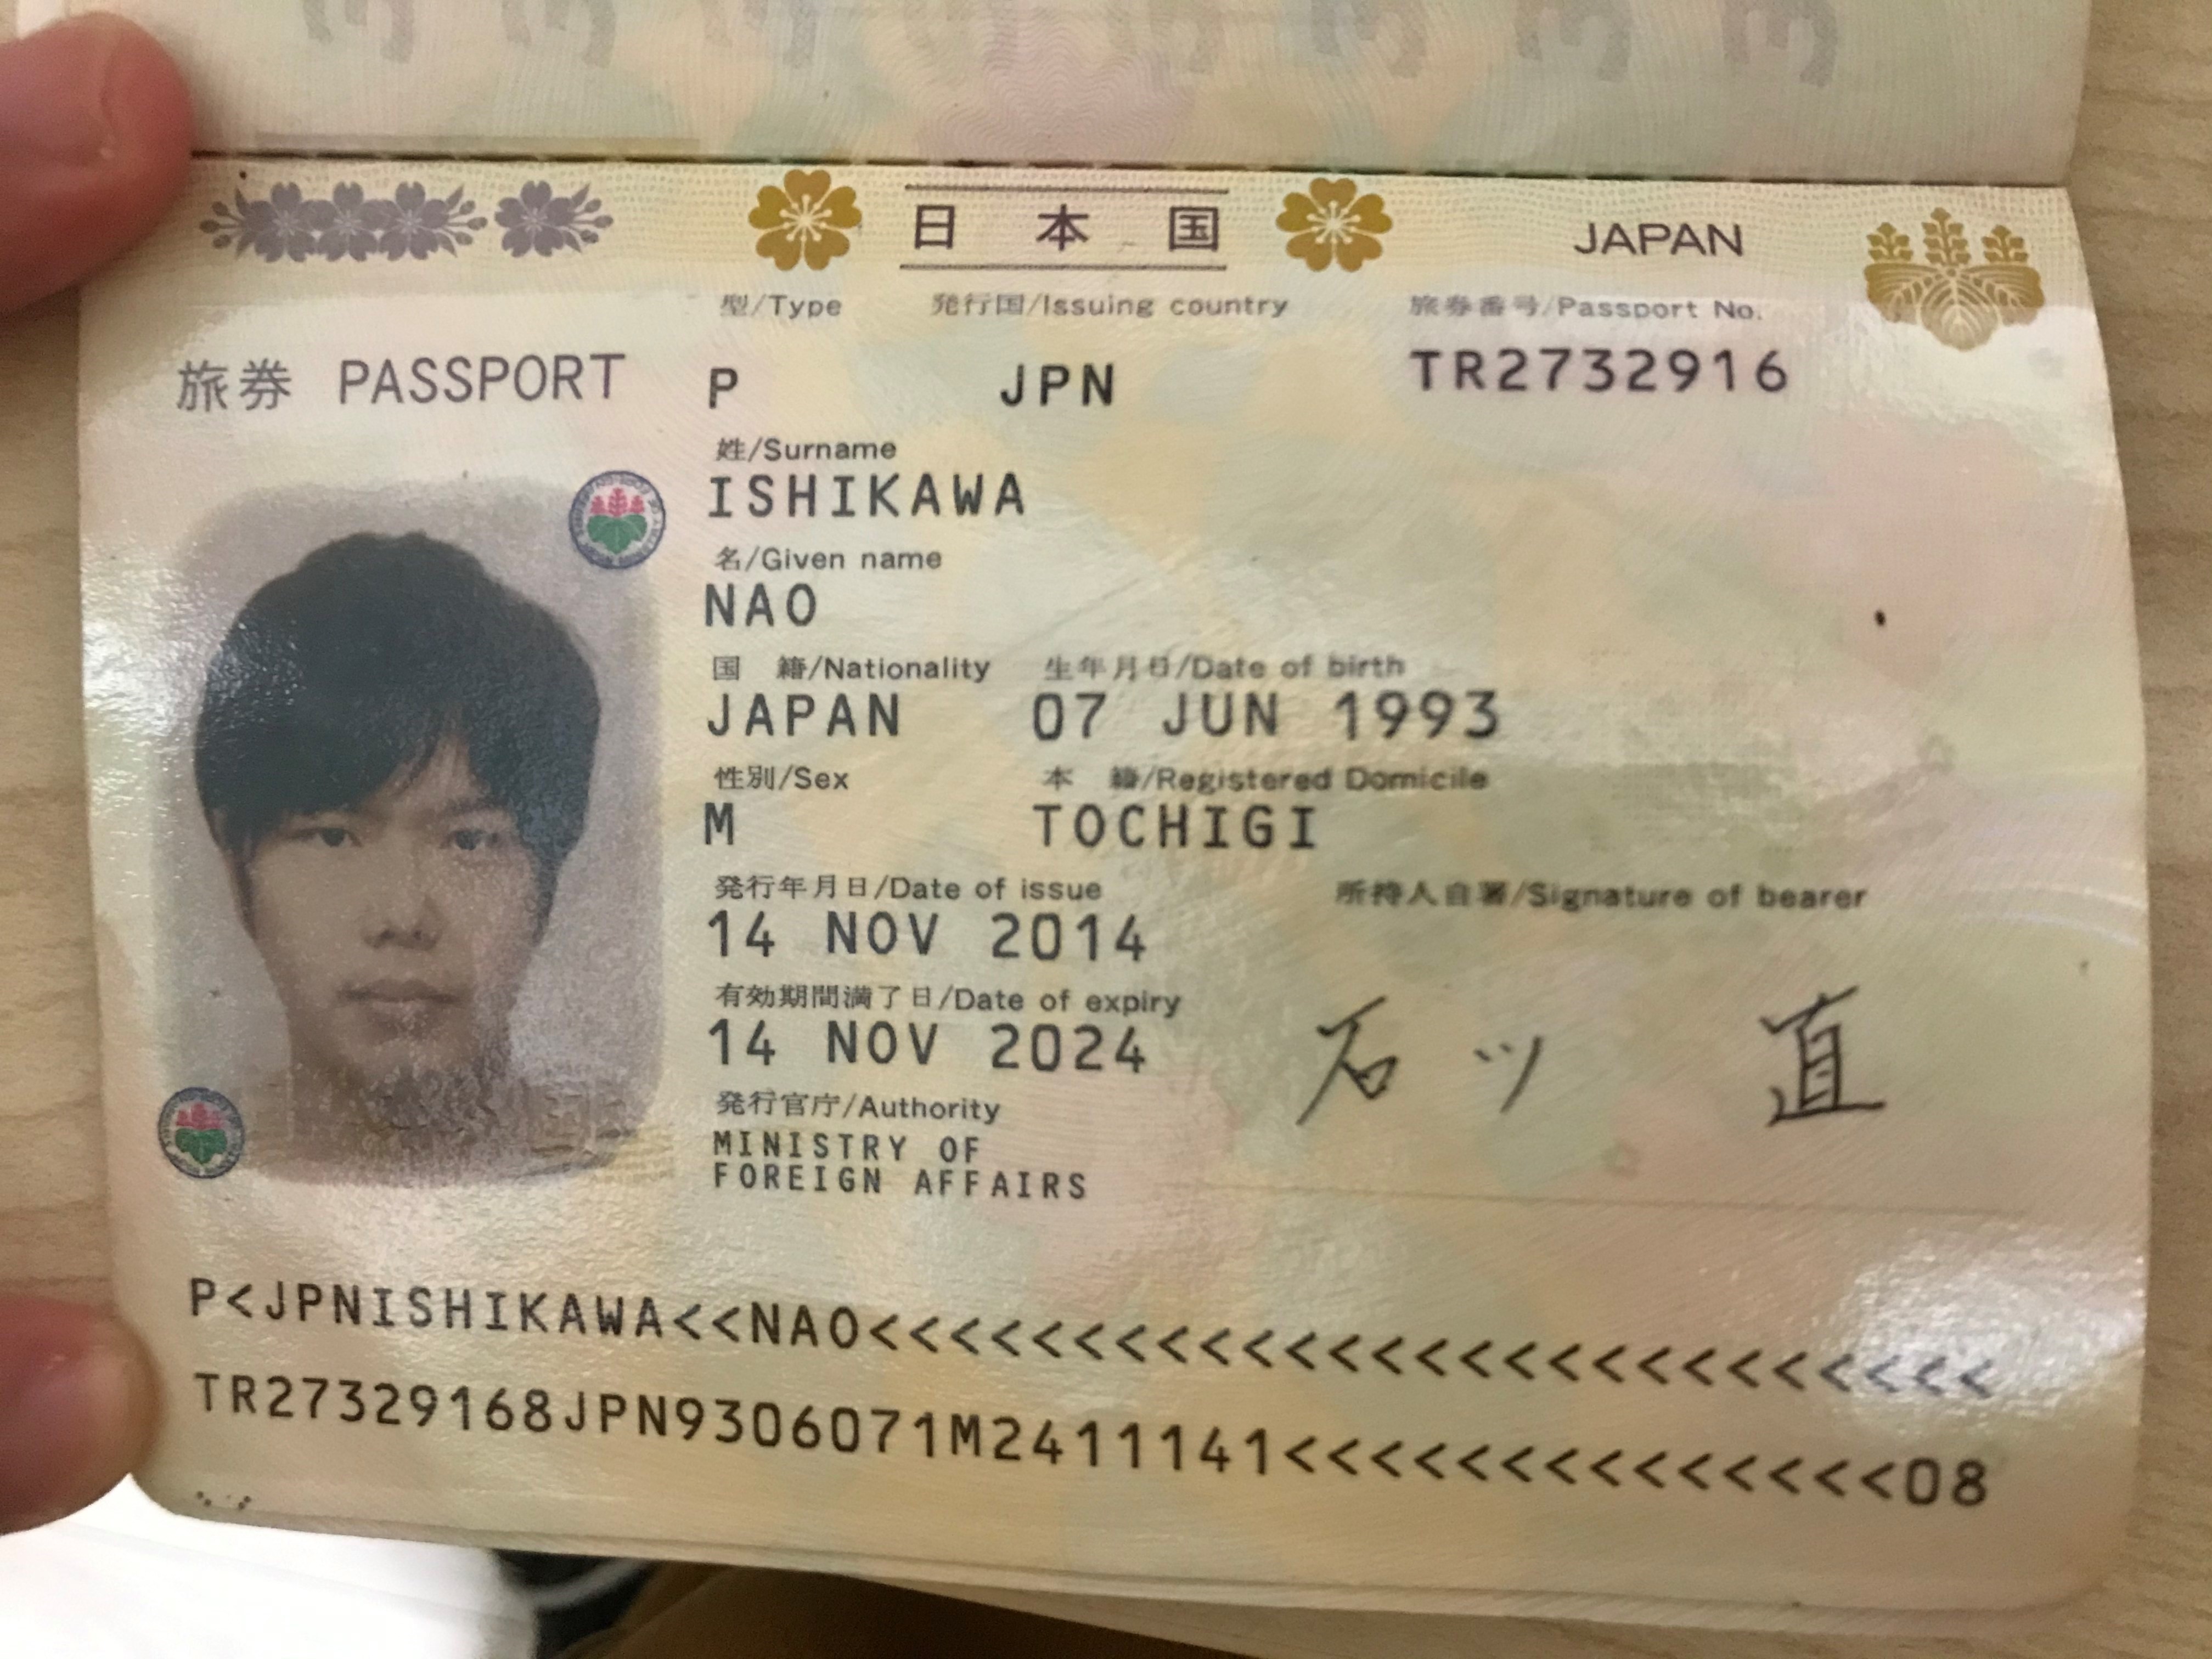 日本国 JAPAN
型/Type 発行国/Issuing country 旅券番号/Passport No.
旅券 PASSPORT P JPN TR2732916
姓/Surname
ISHIKAWA
名/Given name
NAO
国 籍/Nationality 生年月日/Date of birth
JAPAN 07 JUN 1993
性別/Sex 本 籍/Registered Domicile
M TOCHIGI
発行年月日/Date of issue 所持人自署/Signature of bearer
14 NOV 2014
有効期間満了日/Date of expiry
14 NOV 2024 石ツ 直
発行官庁/Authority
MINISTRY OF
FOREIGN AFFAIRS
P<JPNISHIKAWA<<NAO<<<<<<<<<<<<<<<<<<<<<<<<<<
TR27329168JPN9306071M2411141<<<<<<<<<<<<<<08